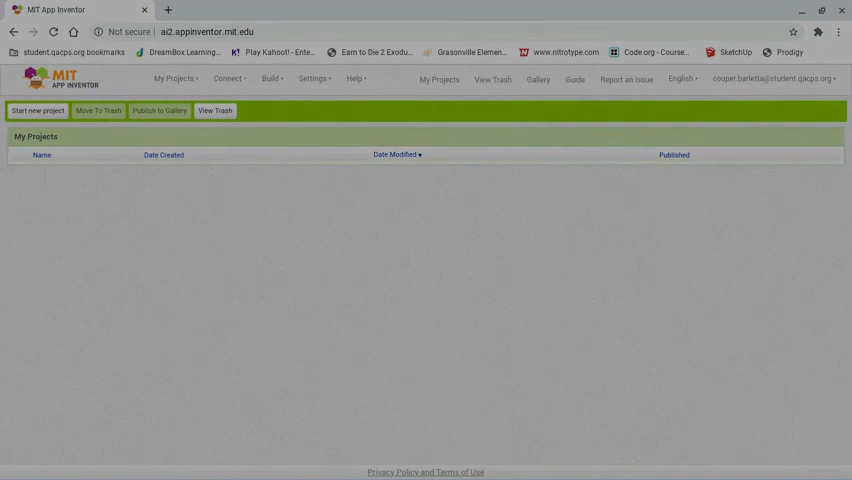 MIT App Inventor
Not secure ai2.appinventor.mit.edu
student.qacps.org bookmarks DreamBox Learning... Play Kahoot! - Ente... Earn to Die 2 Exodu... Grasonville Elemen... www.nitrotype.com Code.org - Course... SketchUp Prodigy
MIT APP INVENTOR My Projects Connect Build Settings Help My Projects View Trash Gallery Guide Report an Issue English couper.barletta@student.qacps.org
Start new project Move To Trash Publish to Gallery View Trash
My Projects
Name Date Created Date Modified Published
Privacy Policy and Terms of Use